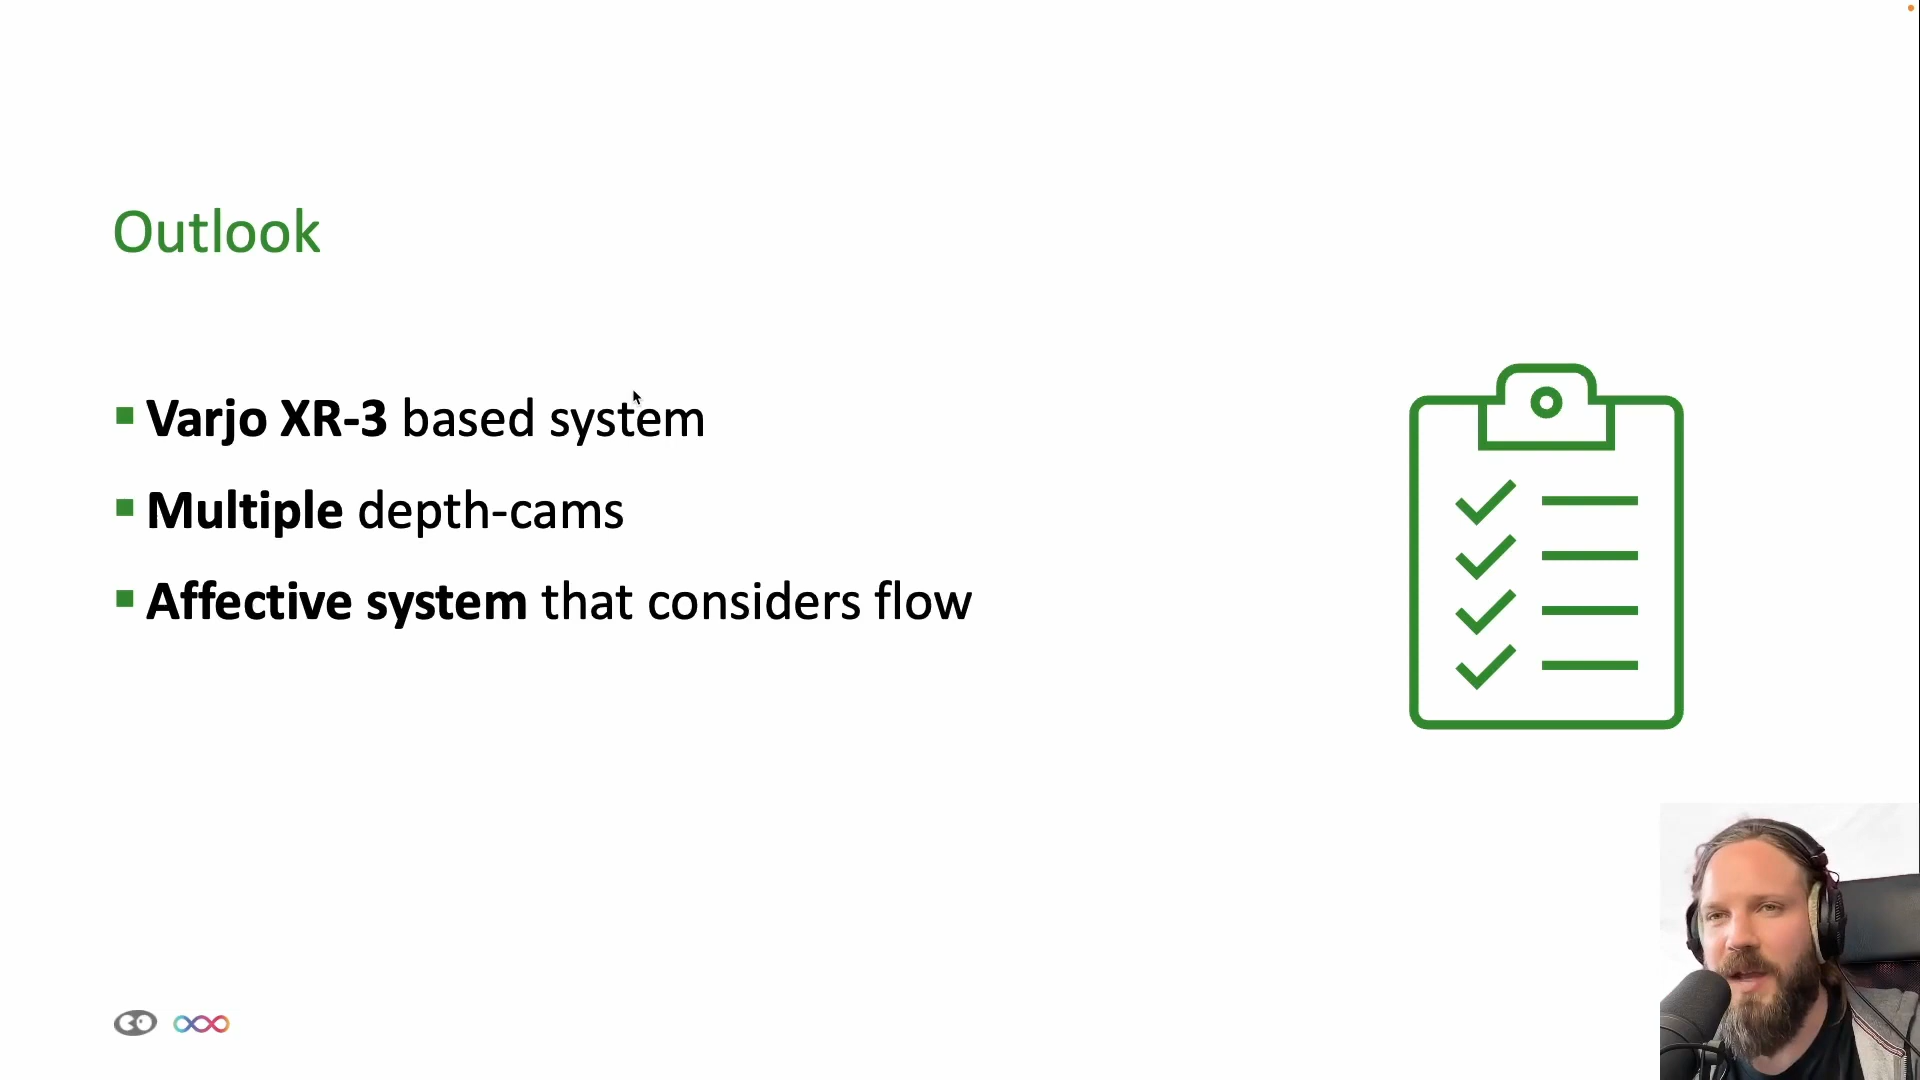 Outlook
Varjo XR-3 based system
Multiple depth-cams
Affective system that considers flow